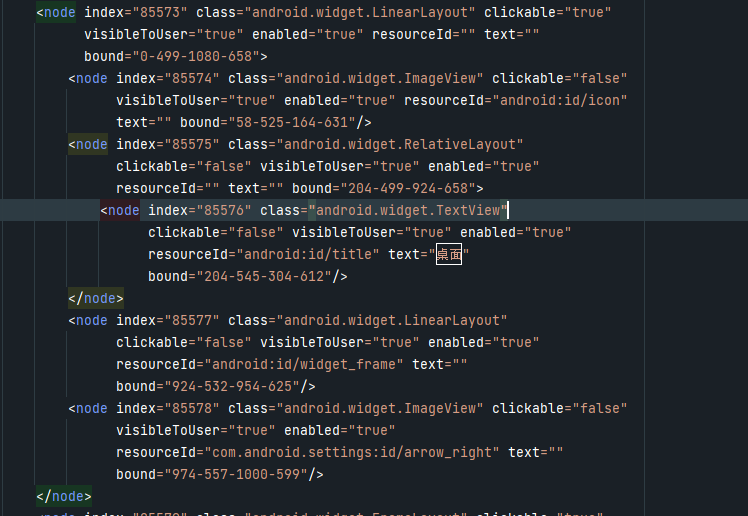 <node index="85573" class="android.widget.LinearLayout" clickable="true"
visibleToUser="true" enabled="true" resourceId="" text=""
bound="0-499-1080-658">
<node index="85574" class="android.widget.ImageView" clickable="false"
visibleToUser="true" enabled="true" resourceId="android:id/icon"
text="" bound="58-525-164-631"/>
<node index="85575" class="android.widget.RelativeLayout"
clickable="false" visibleToUser="true" enabled="true"
resourceId="" text="" bound="204-499-924-658">
<node index="85576" class="android.widget.TextView"
clickable="false" visibleToUser="true" enabled="true"
resourceId="android:id/title" text="桌面"
bound="204-545-304-612"/>
</node>
<node index="85577" class="android.widget.LinearLayout"
clickable="false" visibleToUser="true" enabled="true"
resourceId="android:id/widget_frame" text=""
bound="924-532-954-625"/>
<node index="85578" class="android.widget.ImageView" clickable="false"
visibleToUser="true" enabled="true"
resourceId="com.android.settings:id/arrow_right" text=""
bound="974-557-1000-599"/>
</node>